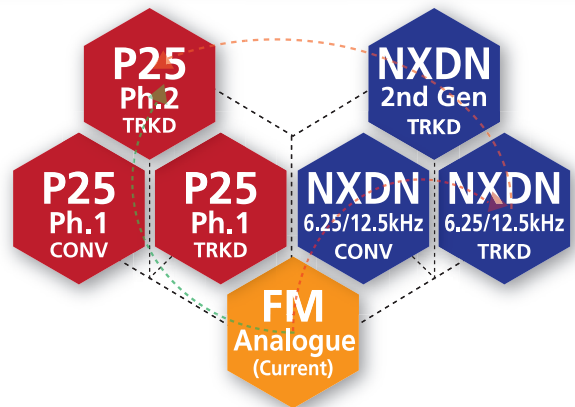 P25
Ph.2
TRKD
NXDN
2nd Gen
TRKD
P25
Ph.1
CONV
P25
Ph.1
TRKD
NXDN
6.25/12.5kHz
CONV
NXDN
6.25/12.5kHz
TRKD
FM
Analogue
(Current)